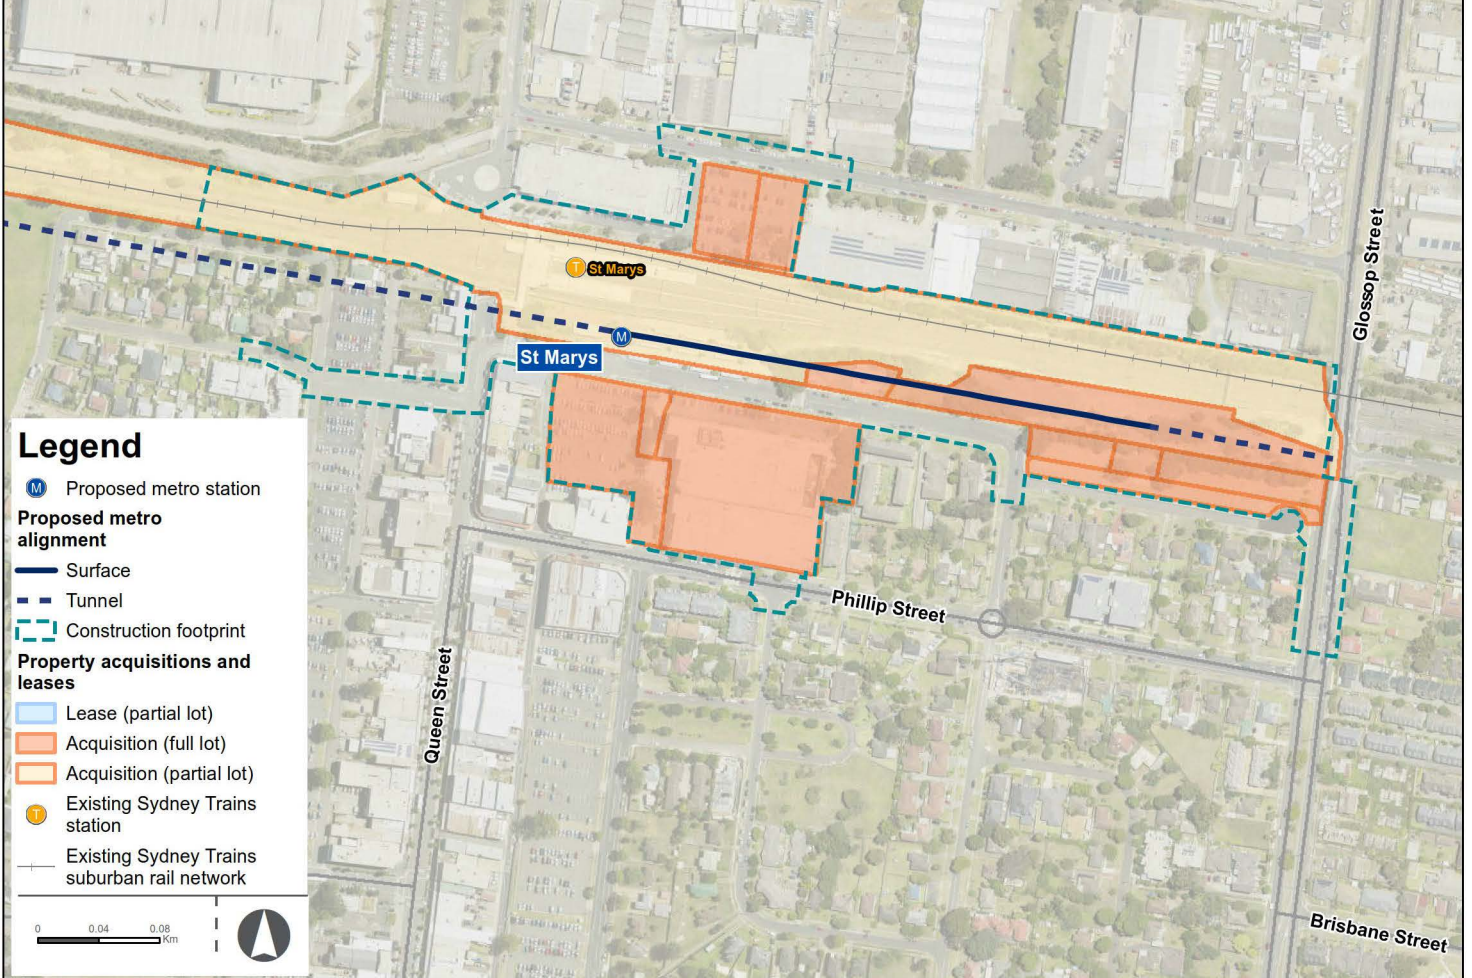 Glossop Street
T St Marys
M
St Marys
Phillip Street
Queen Street
Brisbane Street
Legend
M Proposed metro station
Proposed metro
alignment
Surface
Tunnel
Construction footprint
Property acquisitions and
leases
Lease (partial lot)
Acquisition (full lot)
Acquisition (partial lot)
T Existing Sydney Trains
station
Existing Sydney Trains
suburban rail network
0 0.04 0.08
Km